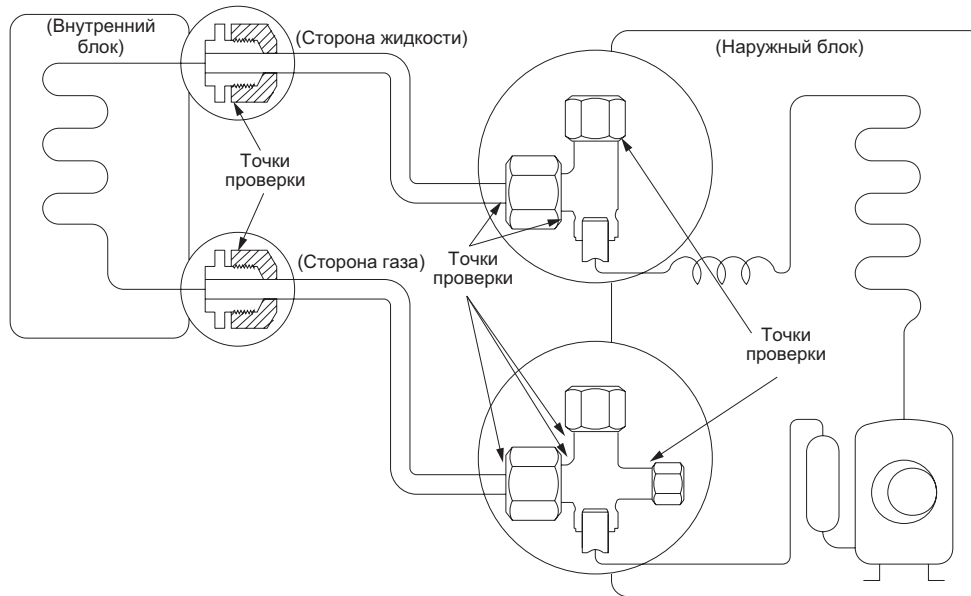 (Внутренний
блок)
(Сторона жидкости)
(Наружный блок)
Точки
проверки
(Сторона газа)
Точки
проверки
Точки
проверки